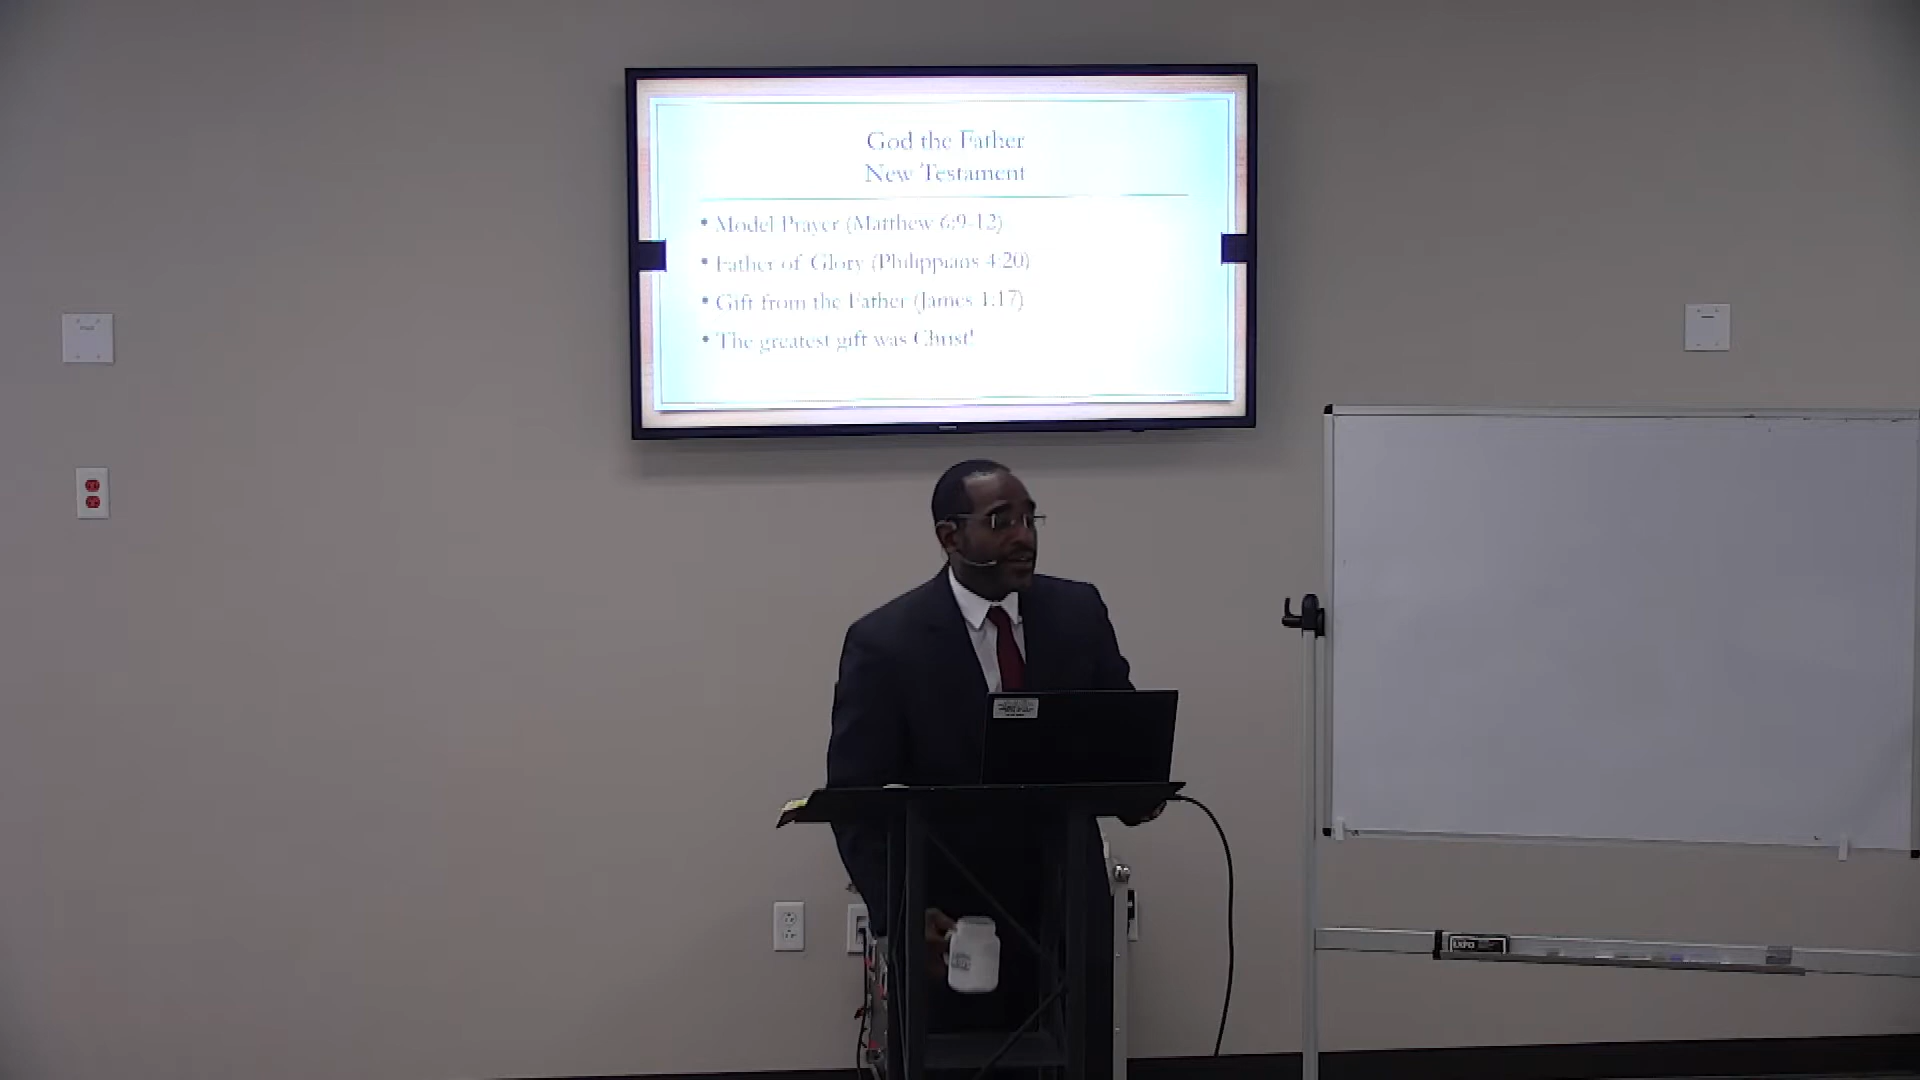 God the Father
New Testament
• Model Prayer (Matthew 6:9-12)
• Father of Glory (Philippians 4:20)
• Gift from the Father (James 1:17)
• The greatest gift was Christ!
EXPO